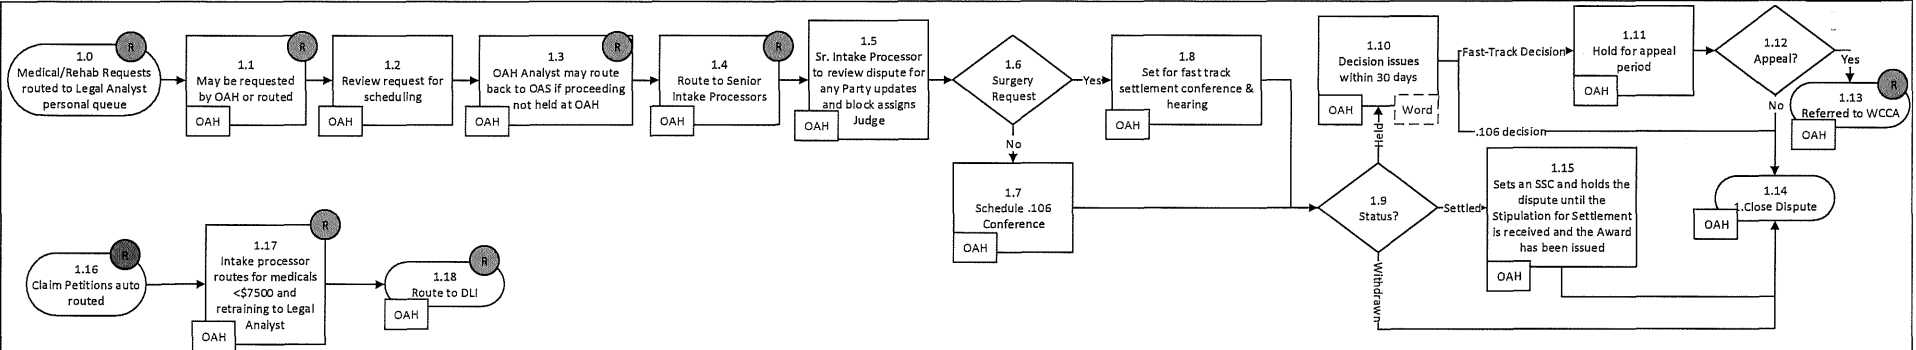 R
1.0
Medical/Rehab Requests
routed to Legal Analyst
personal queue
R
1.1
May be requested
by OAH or routed
OAH
1.2
Review request for
scheduling
OAH
R
1.3
OAH Analyst may route
back to OAS if proceeding
not held at OAH
OAH
R
1.4
Route to Senior
Intake Processors
OAH
1.5
Sr. Intake Processor
to review dispute for
any Party updates
and block assigns
Judge
OAH
1.6
Surgery
Request
Yes
No
1.7
Schedule .106
Conference
OAH
1.8
Set for fast track
settlement conference &
hearing
OAH
1.9
Status?
Held
Settled
Withdrawn
1.10
Decision issues
within 30 days
OAH
Word
Fast-Track Decision
.106 decision
1.11
Hold for appeal
period
OAH
1.12
Appeal?
Yes
No
R
1.13
Referred to WCCA
OAH
1.14
1.Close Dispute
OAH
1.15
Sets an SSC and holds the
dispute until the
Stipulation for Settlement
is received and the Award
has been issued
OAH
R
1.16
Claim Petitions auto
routed
R
1.17
Intake processor
routes for medicals
<$7500 and
retraining to Legal
Analyst
OAH
R
1.18
Route to DLI
OAH